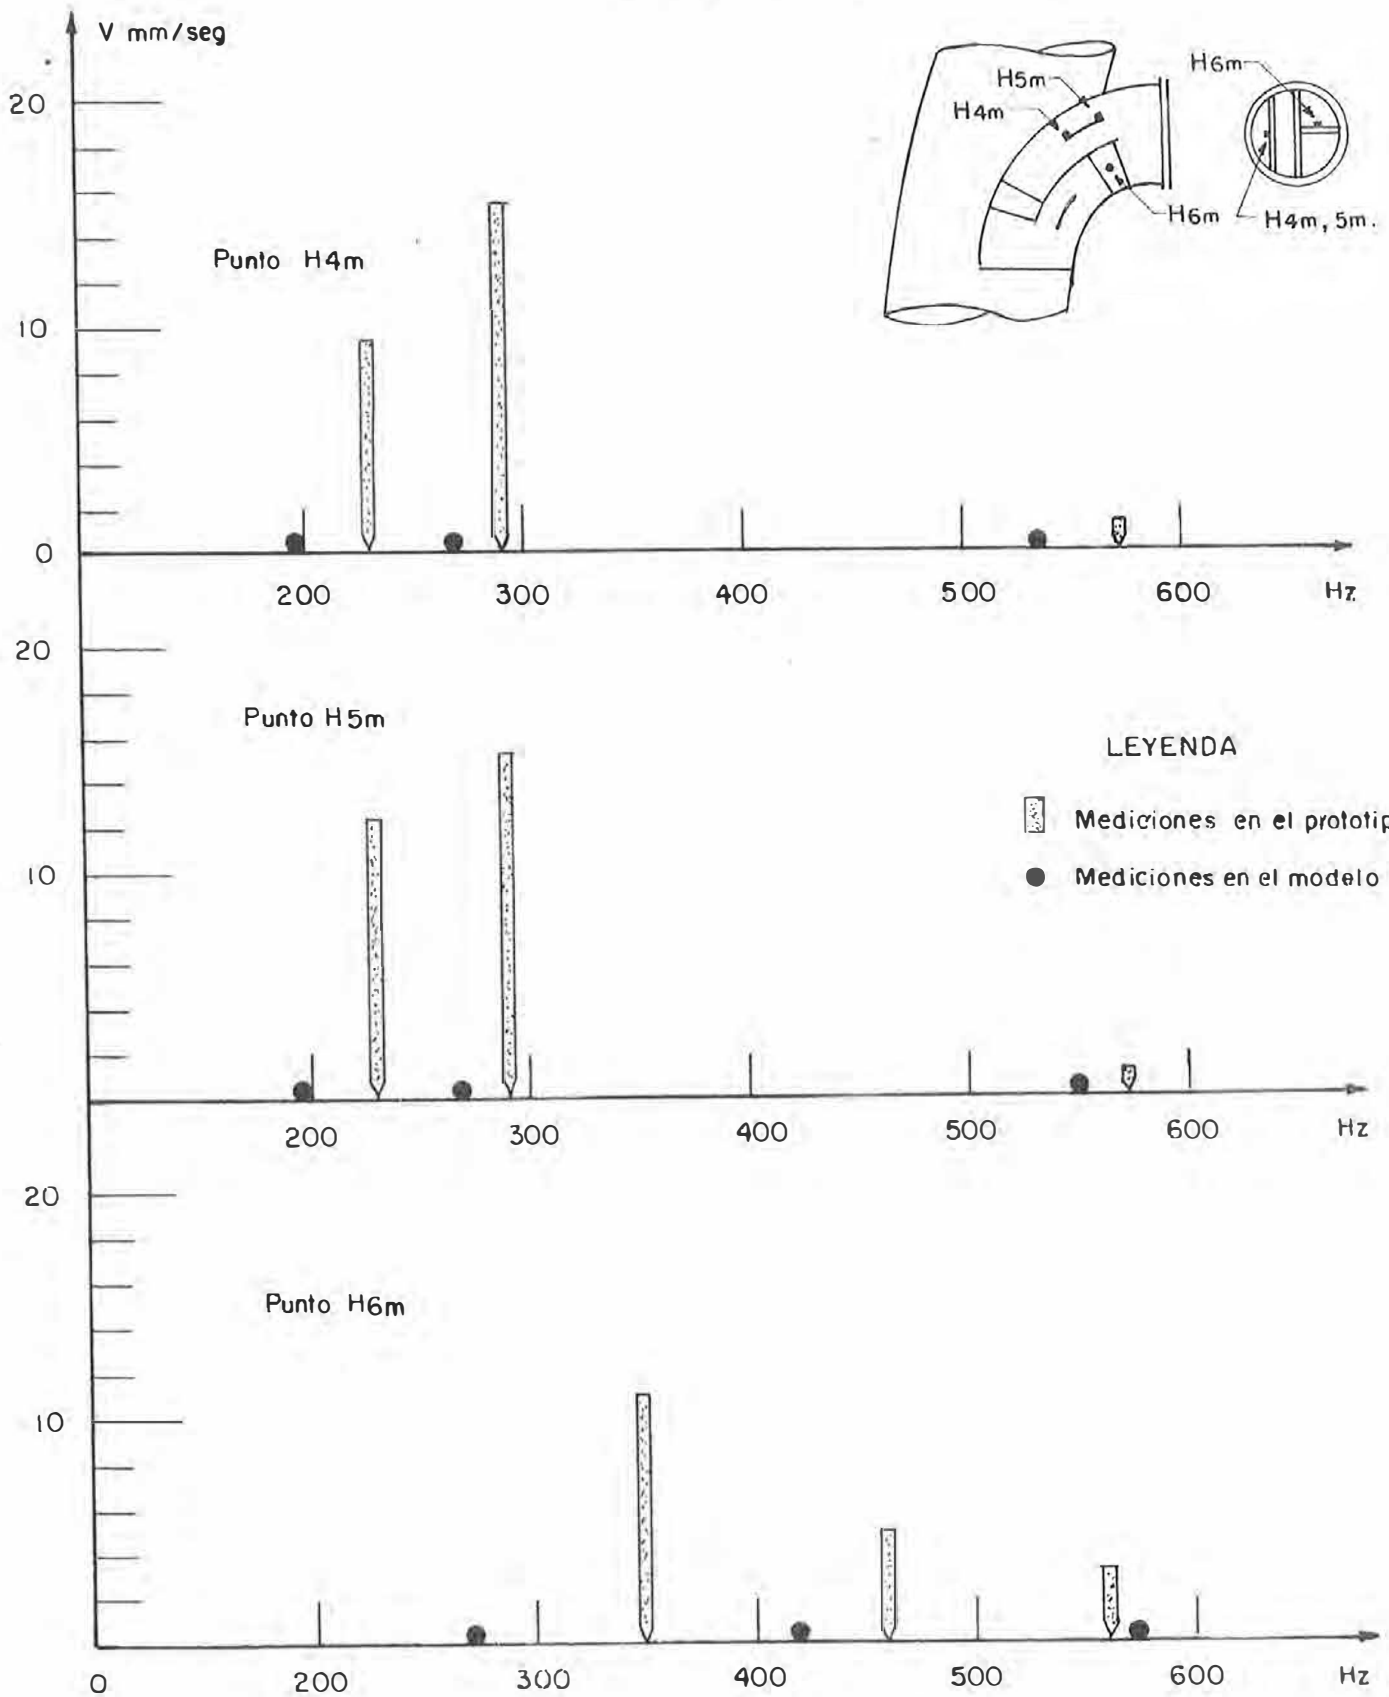 V mm/seg
20
10
0
Punto H4m
H5m
H4m
H6m
H6m
H4m, 5m.
200
300
400
500
600
Hz
20
10
Punto H5m
LEYENDA
Mediciones en el prototip
Mediciones en el modelo
200
300
400
500
600
Hz
20
10
Punto H6m
0
200
300
400
500
600
Hz